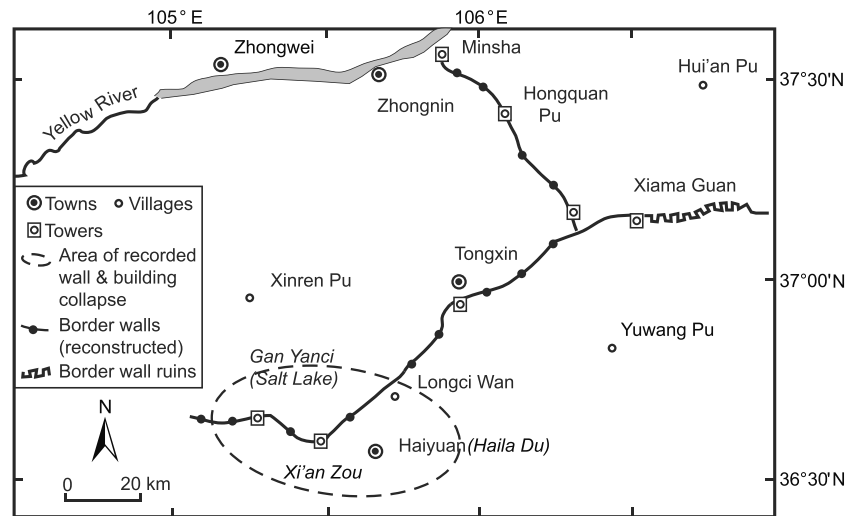 105° E
106° E
Zhongwei
Minsha
Hui'an Pu
37°30'N
Yellow River
Zhongnin
Hongquan
Pu
Xiama Guan
Towns
Villages
Towers
Area of recorded
wall & building
collapse
Border walls
(reconstructed)
Border wall ruins
Tongxin
37°00'N
Xinren Pu
Yuwang Pu
Gan Yanci
(Salt Lake)
Longci Wan
Haiyuan(Haila Du)
Xi'an Zou
36°30'N
N
0 20 km